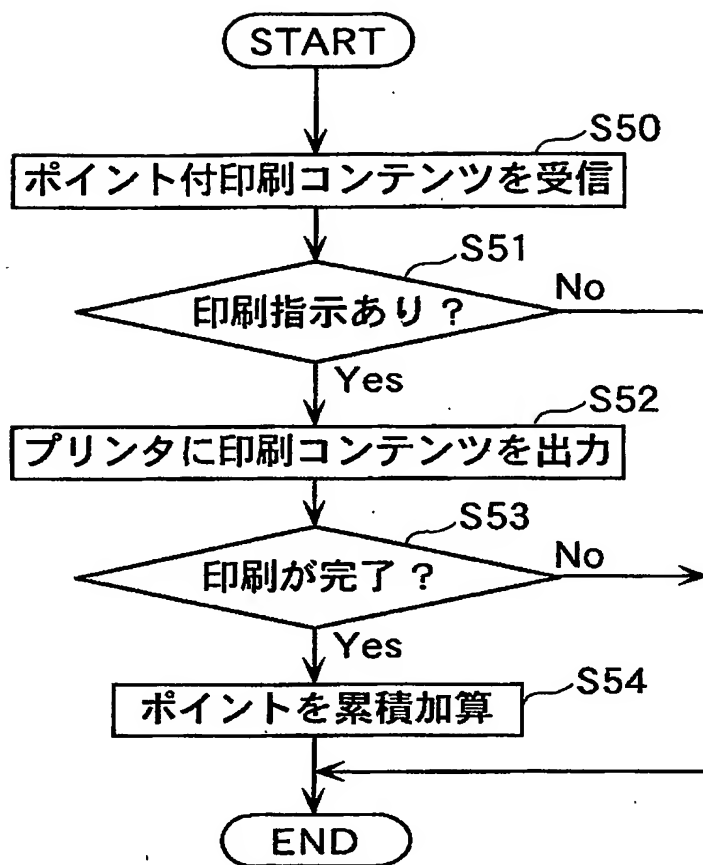 START
S50
ポイント付印刷コンテンツを受信
S51
印刷指示あり?
No
Yes
S52
プリンタに印刷コンテンツを出力
S53
印刷が完了?
No
Yes
S54
ポイントを累積加算
END